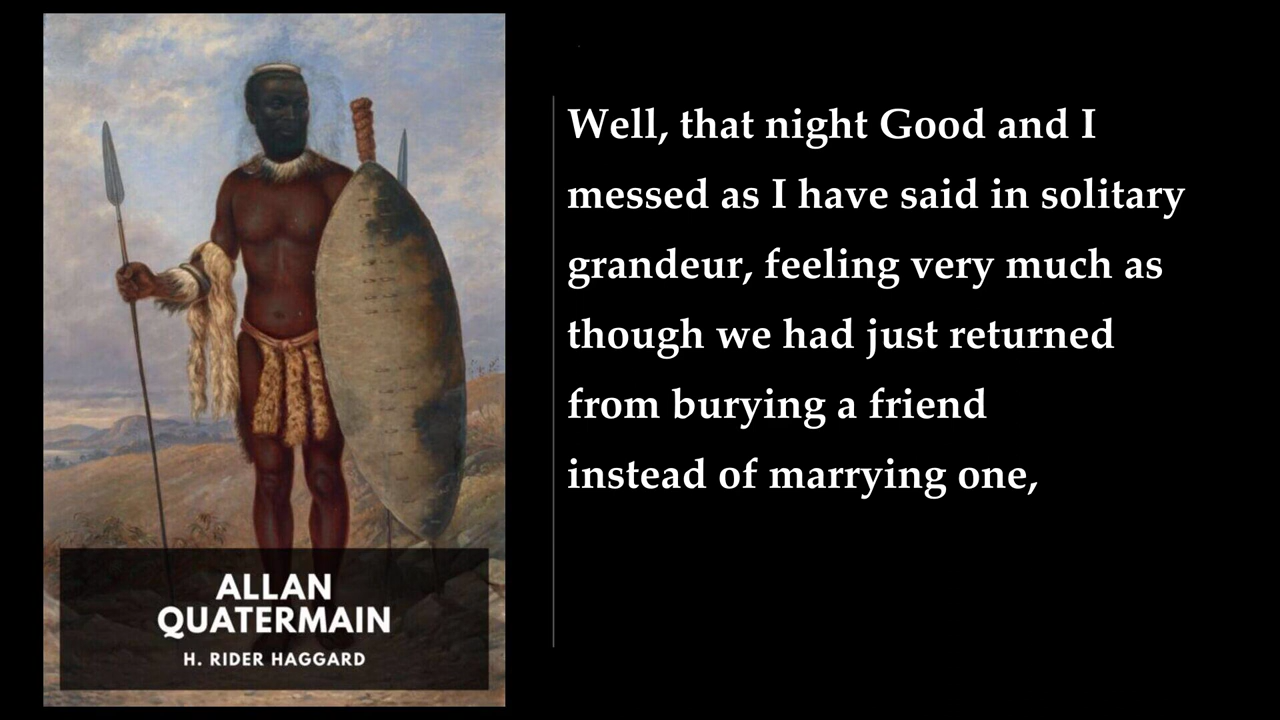 Well, that night Good and I
messed as I have said in solitary
grandeur, feeling very much as
though we had just returned
from burying a friend
instead of marrying one,
ALLAN
QUATERMAIN
H. RIDER HAGGARD